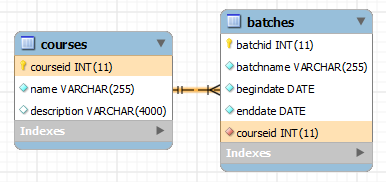 courses
courseid INT(11)
name VARCHAR(255)
description VARCHAR(4000)
Indexes
batches
batchid INT(11)
batchname VARCHAR(255)
begindate DATE
enddate DATE
courseid INT(11)
Indexes